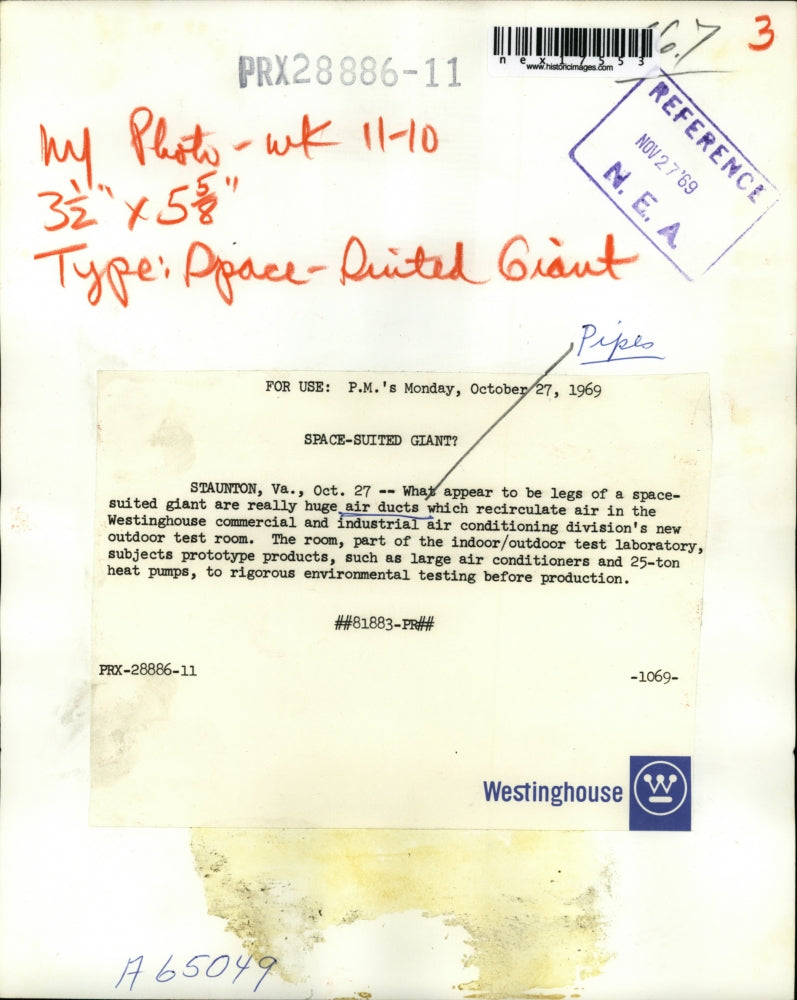 6.7
3
nex17553
www.historicimages.com
PRX28886-11
REFERENCE
NOV 27 '69
N. E. A.
NY Photo - wk 11-10
3½" x 5⅝"
Type: Space-Suited Giant
Pipes
FOR USE: P.M.'s Monday, October 27, 1969
SPACE-SUITED GIANT?
STAUNTON, Va., Oct. 27 -- What appear to be legs of a space-
suited giant are really huge air ducts which recirculate air in the
Westinghouse commercial and industrial air conditioning division's new
outdoor test room. The room, part of the indoor/outdoor test laboratory,
subjects prototype products, such as large air conditioners and 25-ton
heat pumps, to rigorous environmental testing before production.
##81883-PR##
PRX-28886-11
-1069-
Westinghouse
W
A65049